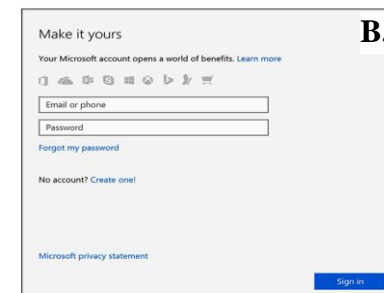 Make it yours
B.
Your Microsoft account opens a world of benefits. Learn more
Email or phone
Password
Forgot my password
No account? Create one!
Microsoft privacy statement
Sign in